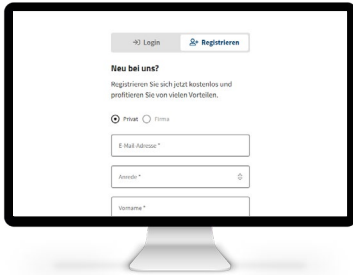 Login
Registrieren
Neu bei uns?
Registrieren Sie sich jetzt kostenlos und
profitieren Sie von vielen Vorteilen.
Privat Firma
E-Mail-Adresse *
Anrede *
Vorname *